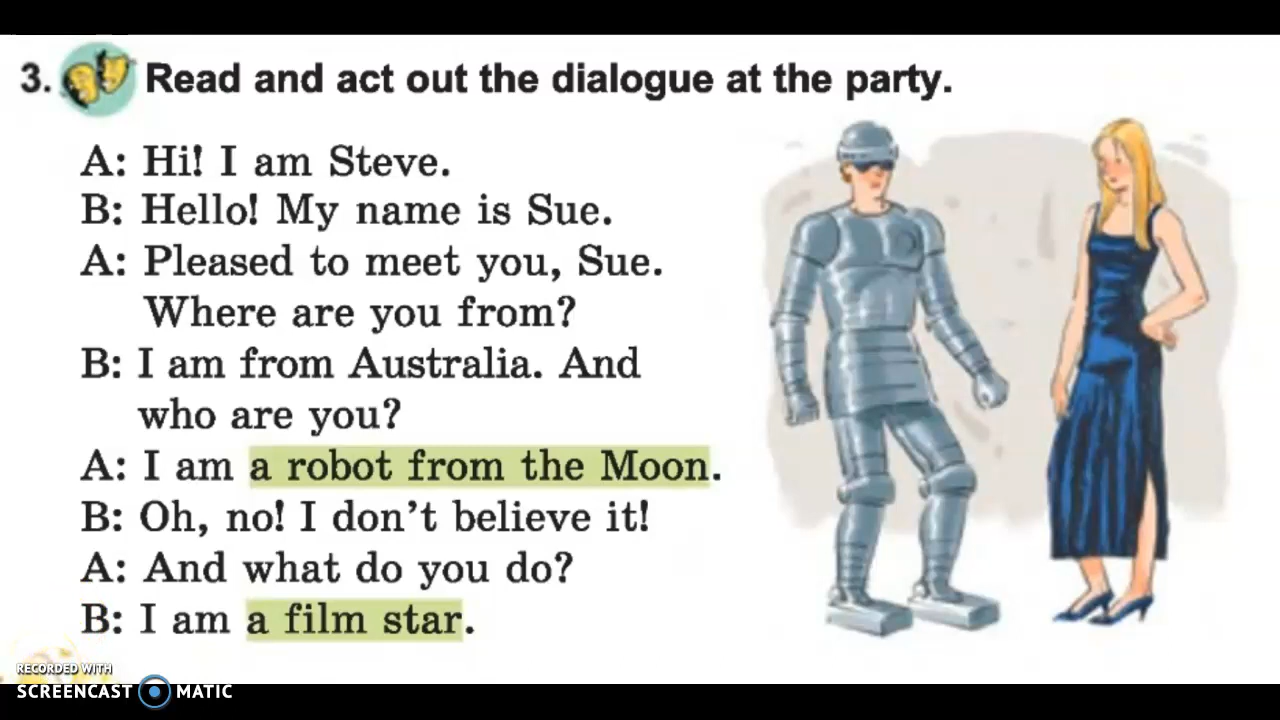 3. Read and act out the dialogue at the party.
A: Hi! I am Steve.
B: Hello! My name is Sue.
A: Pleased to meet you, Sue.
Where are you from?
B: I am from Australia. And
who are you?
A: I am a robot from the Moon.
B: Oh, no! I don't believe it!
A: And what do you do?
B: I am a film star.
RECORDED WITH
SCREENCAST MATIC